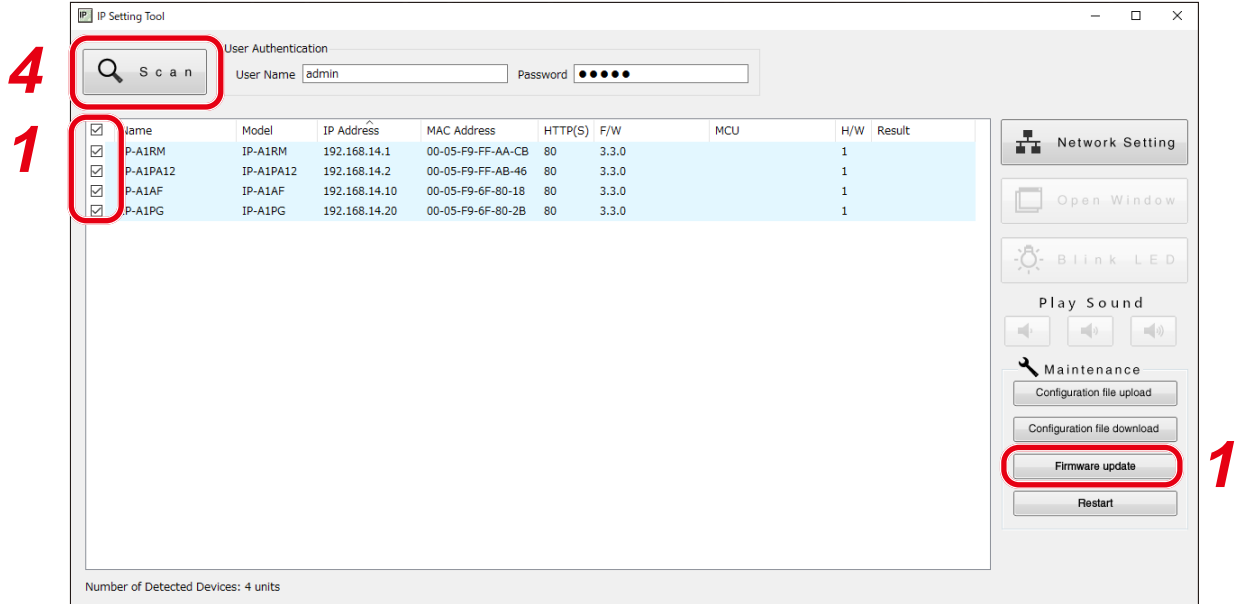 IP IP Setting Tool
4
Scan
User Authentication
User Name admin
Password ●●●●●
1
Name Model IP Address MAC Address HTTP(S) F/W MCU H/W Result
IP-A1RM IP-A1RM 192.168.14.1 00-05-F9-FF-AA-CB 80 3.3.0 1
IP-A1PA12 IP-A1PA12 192.168.14.2 00-05-F9-FF-AB-46 80 3.3.0 1
IP-A1AF IP-A1AF 192.168.14.10 00-05-F9-6F-80-18 80 3.3.0 1
IP-A1PG IP-A1PG 192.168.14.20 00-05-F9-6F-80-2B 80 3.3.0 1
Network Setting
Open Window
Blink LED
Play Sound
Maintenance
Configuration file upload
Configuration file download
Firmware update
1
Restart
Number of Detected Devices: 4 units